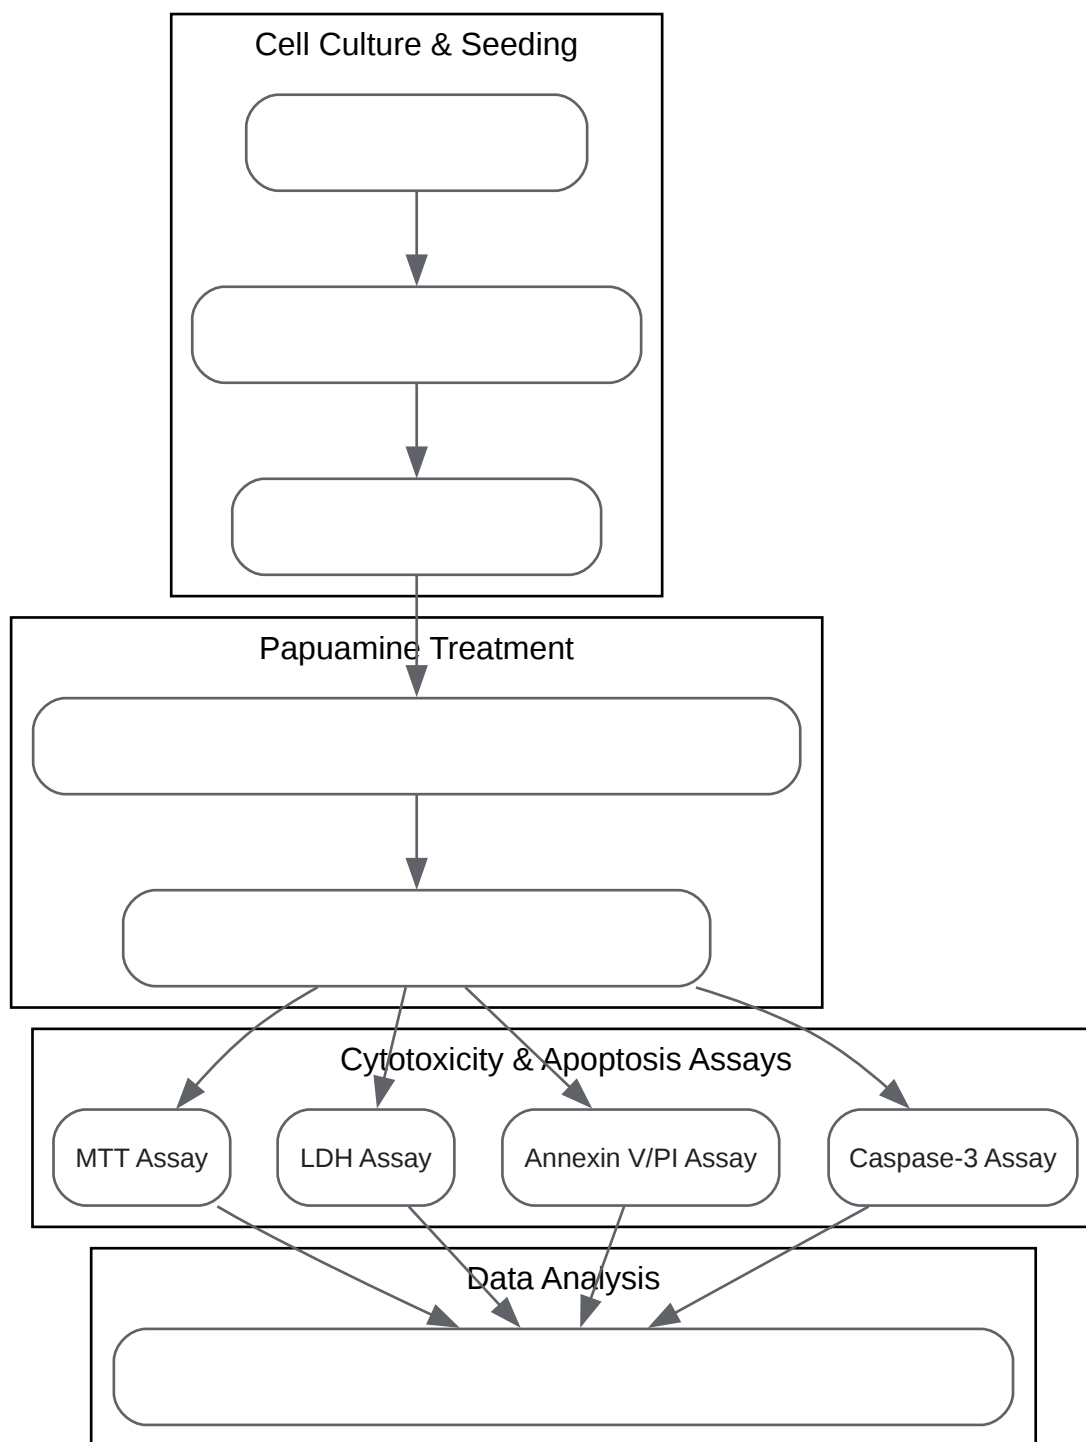 Cell Culture & Seeding
Papuamine Treatment
Cytotoxicity & Apoptosis Assays
MTT Assay
LDH Assay
Annexin V/PI Assay
Caspase-3 Assay
Data Analysis